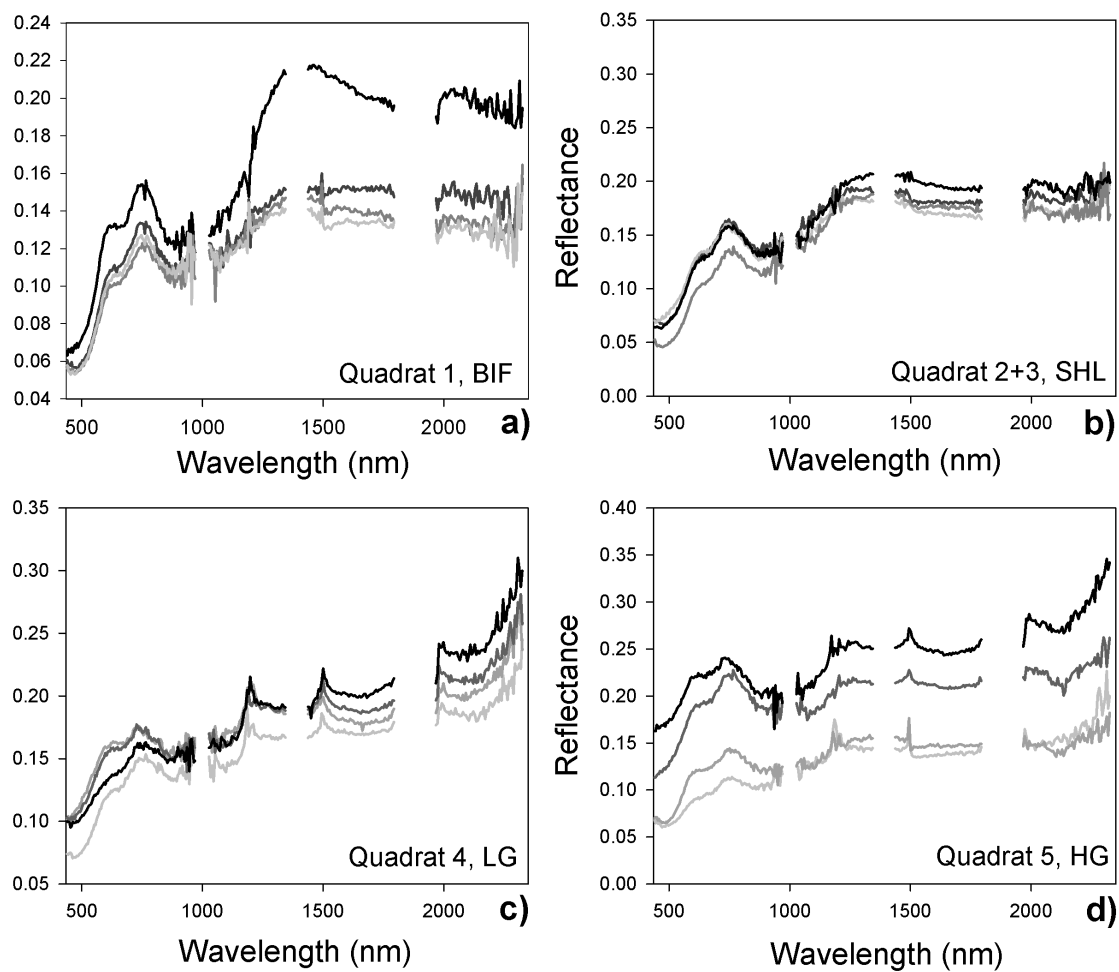 0.24
0.22
0.20
0.18
0.16
0.14
0.12
0.10
0.08
0.06
0.04
500 1000 1500 2000
Quadrat 1, BIF
a)
Wavelength (nm)
0.35
0.30
0.25
0.20
0.15
0.10
0.05
0.00
Reflectance
500 1000 1500 2000
Quadrat 2+3, SHL
b)
Wavelength (nm)
0.35
0.30
0.25
0.20
0.15
0.10
0.05
500 1000 1500 2000
Quadrat 4, LG
c)
Wavelength (nm)
0.40
0.35
0.30
0.25
0.20
0.15
0.10
0.05
0.00
Reflectance
500 1000 1500 2000
Quadrat 5, HG
d)
Wavelength (nm)